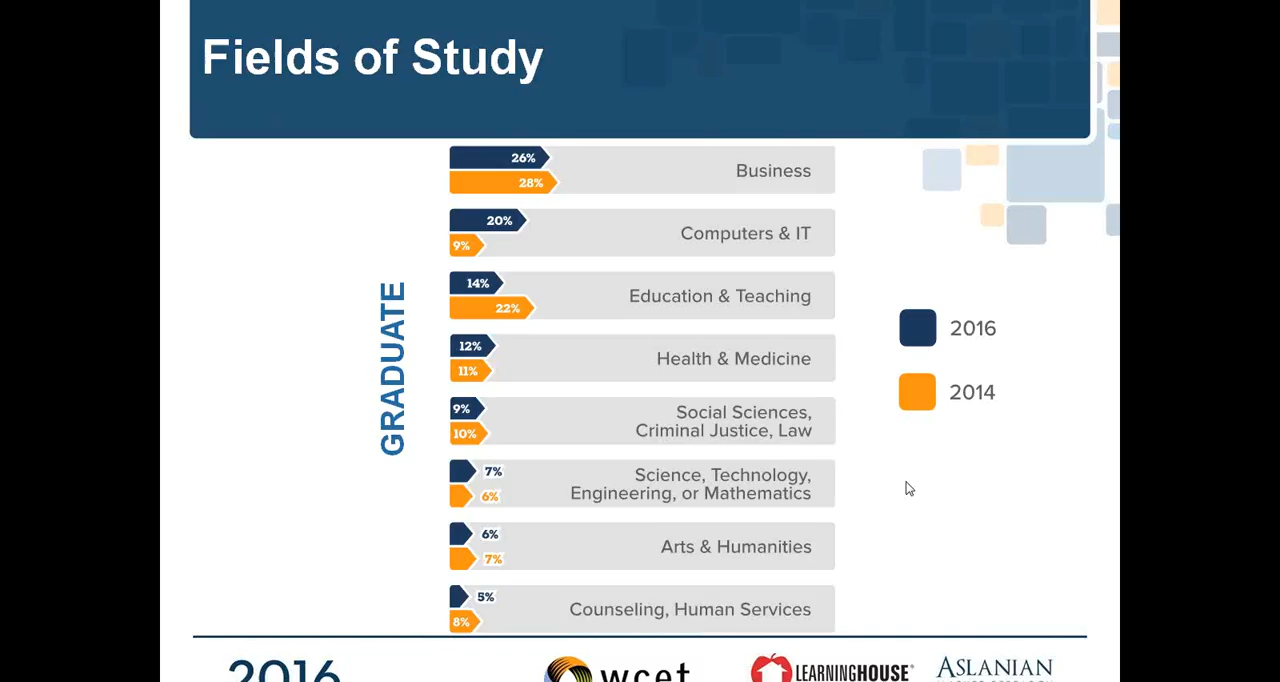 Fields of Study
GRADUATE
26%
28%
Business
20%
9%
Computers & IT
14%
22%
Education & Teaching
12%
11%
Health & Medicine
9%
10%
Social Sciences,
Criminal Justice, Law
7%
6%
Science, Technology,
Engineering, or Mathematics
6%
7%
Arts & Humanities
5%
8%
Counseling, Human Services
2016
2014
2016
wcet
LEARNINGHOUSE®
ASLANIAN